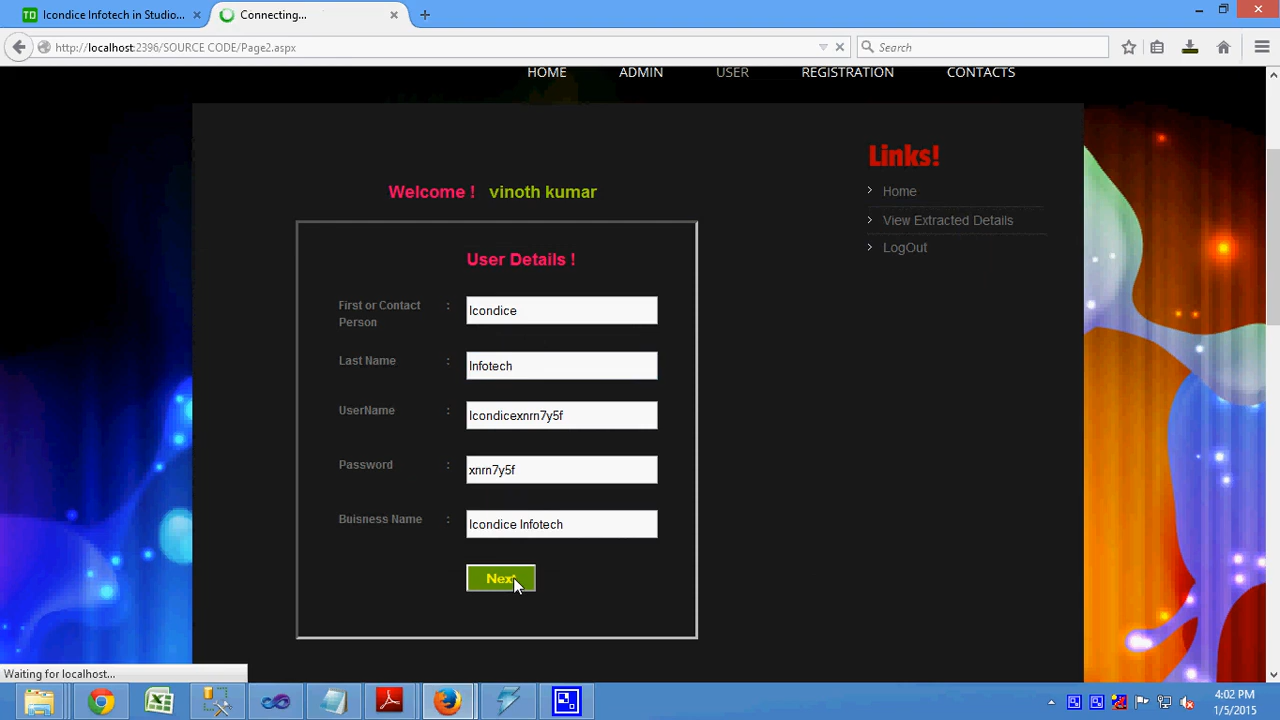 Icondice Infotech in Studio...
Connecting...
http://localhost:2396/SOURCE CODE/Page2.aspx
Search
HOME ADMIN USER REGISTRATION CONTACTS
Links!
Home
View Extracted Details
LogOut
Welcome ! vinoth kumar
User Details !
First or Contact Person : Icondice
Last Name : Infotech
UserName : Icondicexnrn7y5f
Password : xnrn7y5f
Buisness Name : Icondice Infotech
Next
Waiting for localhost...
4:02 PM
1/5/2015